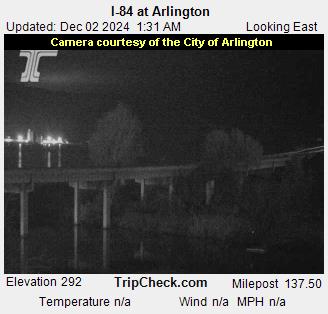 I-84 at Arlington
Updated: Dec 02 2024 1:31 AM Looking East
Camera courtesy of the City of Arlington
Elevation 292 TripCheck.com Milepost 137.50
Temperature n/a Wind n/a MPH n/a